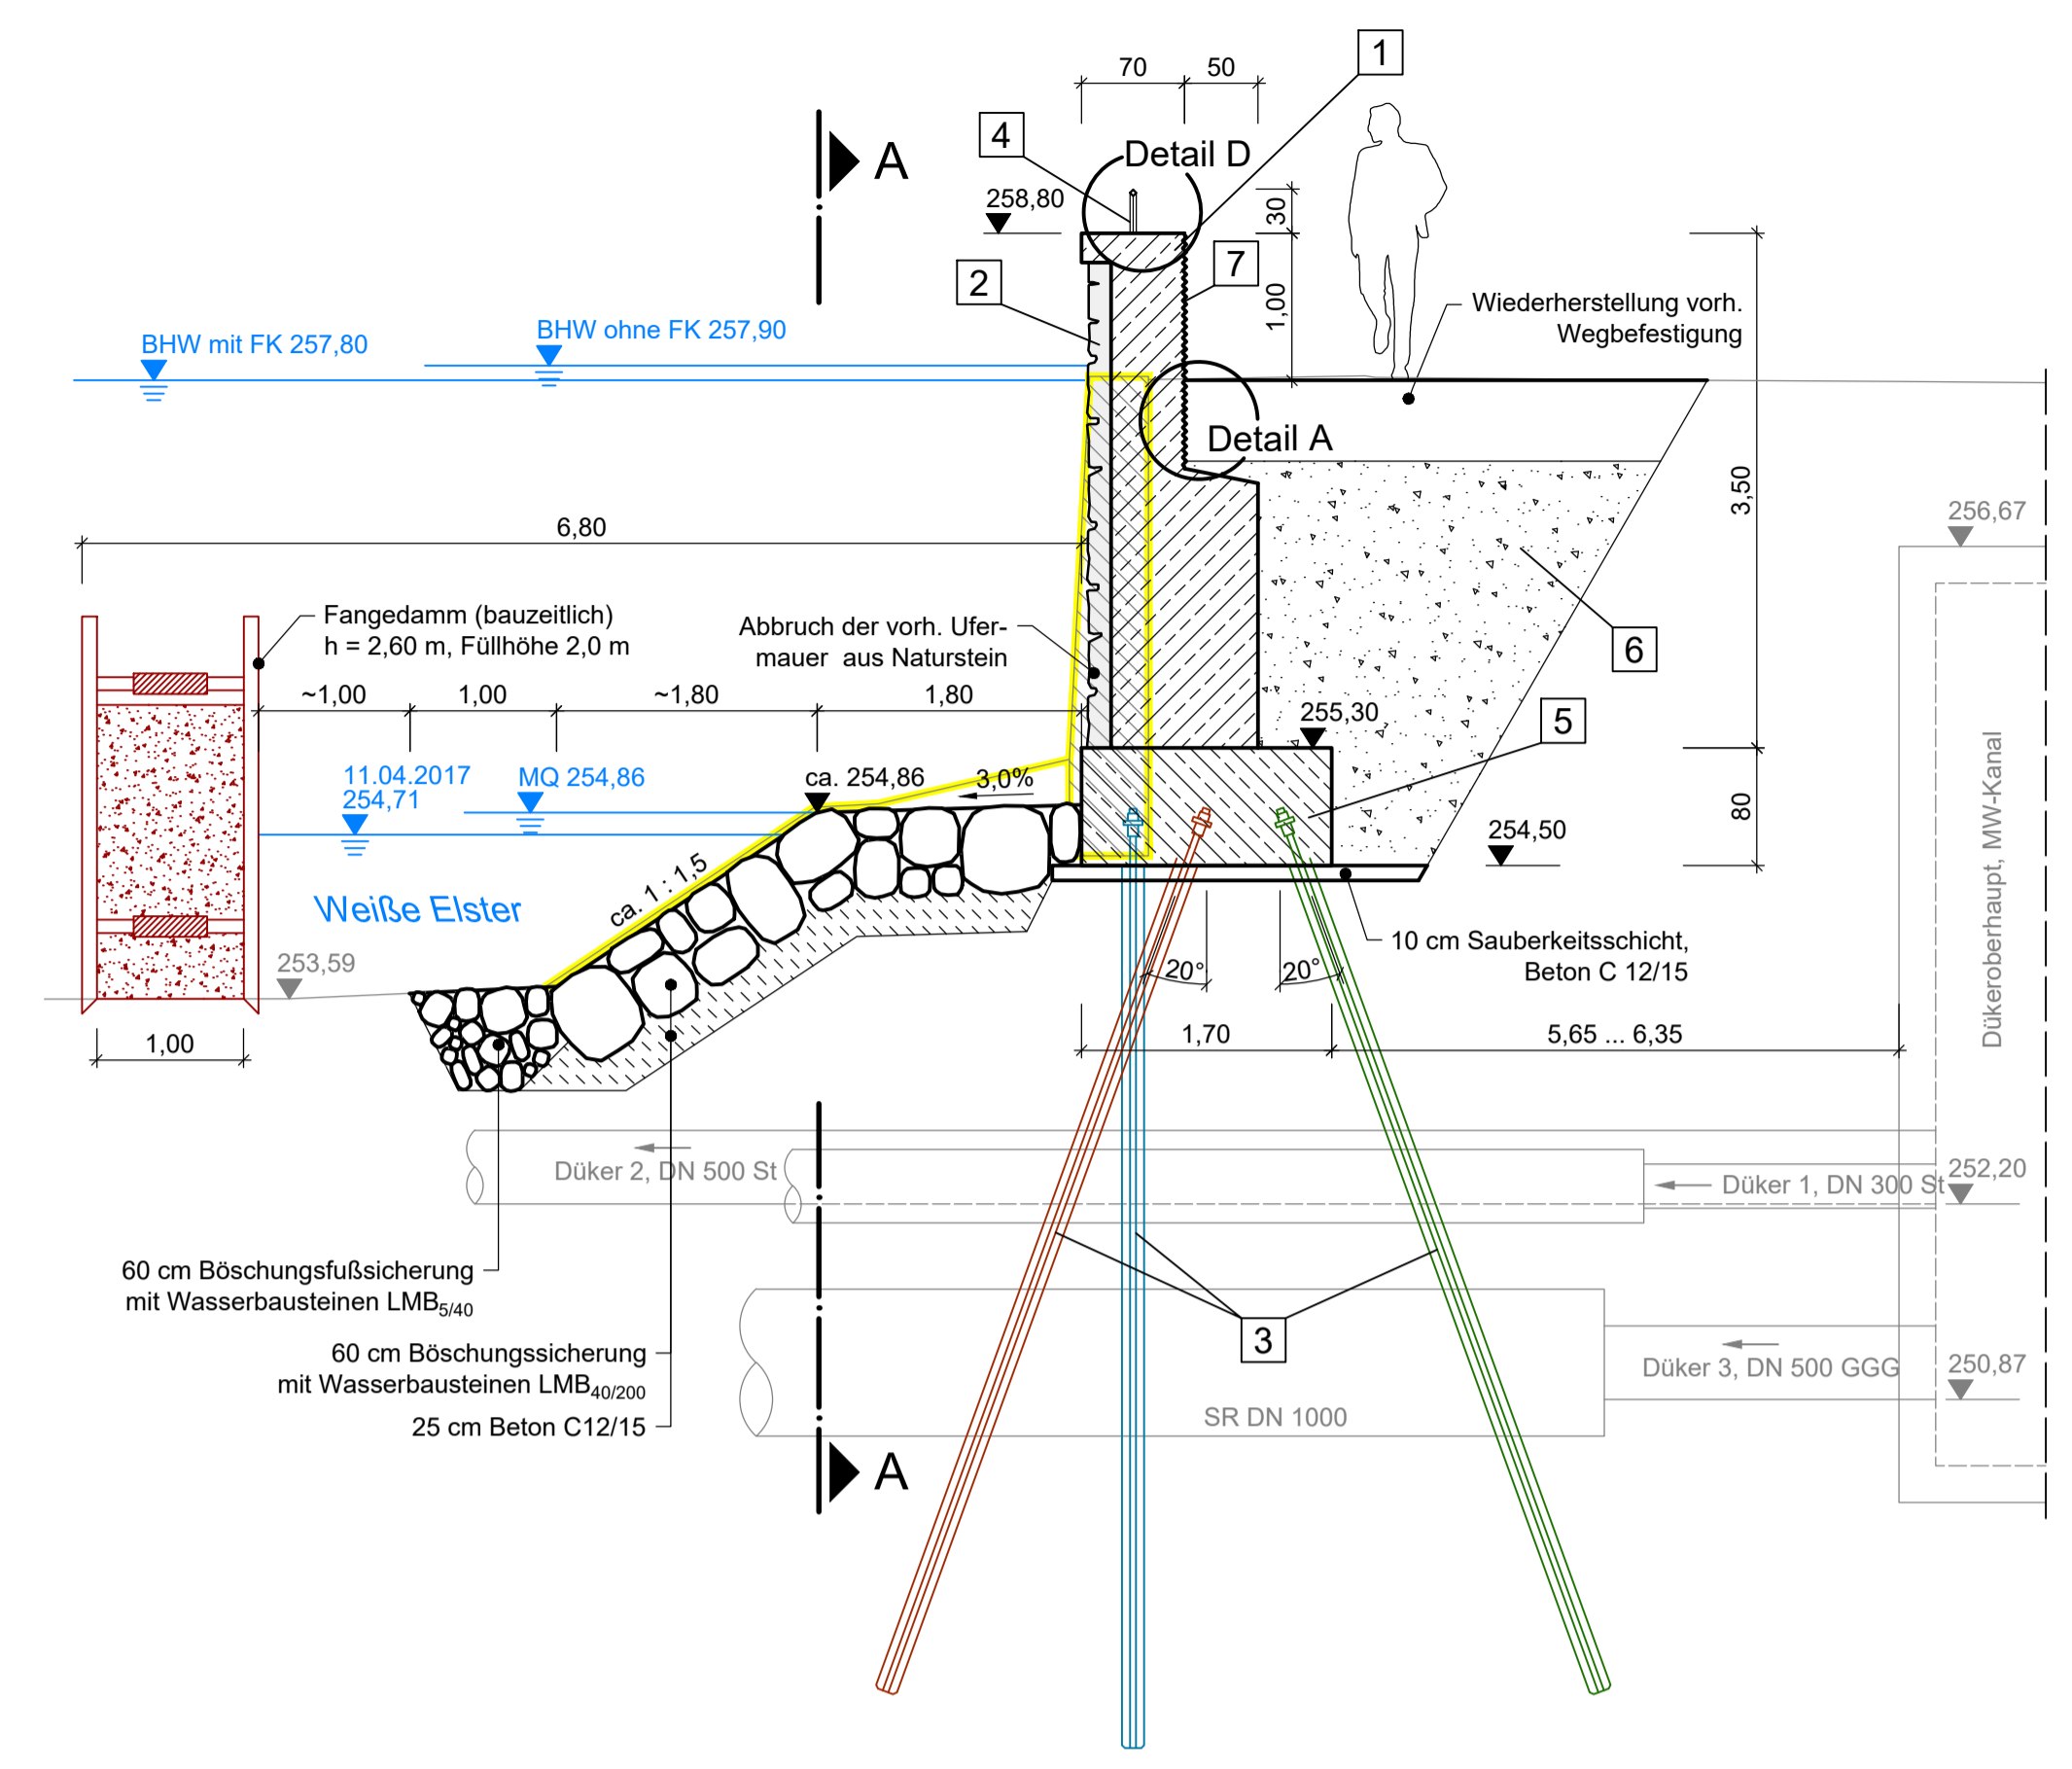 1
70
50
4
Detail D
A
258,80
30
7
2
1,00
Wiederherstellung vorh.
Wegbefestigung
BHW mit FK 257,80
BHW ohne FK 257,90
Detail A
3,50
256,67
6,80
Fangedamm (bauzeitlich)
h = 2,60 m, Füllhöhe 2,0 m
Abbruch der vorh. Ufer-
mauer aus Naturstein
6
~1,00
1,00
~1,80
1,80
255,30
5
11.04.2017
254,71
MQ 254,86
ca. 254,86
3,0%
80
254,50
Dükeroberhaupt, MW-Kanal
ca. 1 : 1,5
Weiße Elster
253,59
10 cm Sauberkeitsschicht,
Beton C 12/15
20°
20°
1,00
1,70
5,65 ... 6,35
Düker 2, DN 500 St
Düker 1, DN 300 St
252,20
60 cm Böschungsfußsicherung
mit Wasserbausteinen LMB5/40
3
60 cm Böschungssicherung
mit Wasserbausteinen LMB40/200
25 cm Beton C12/15
Düker 3, DN 500 GGG
250,87
SR DN 1000
A